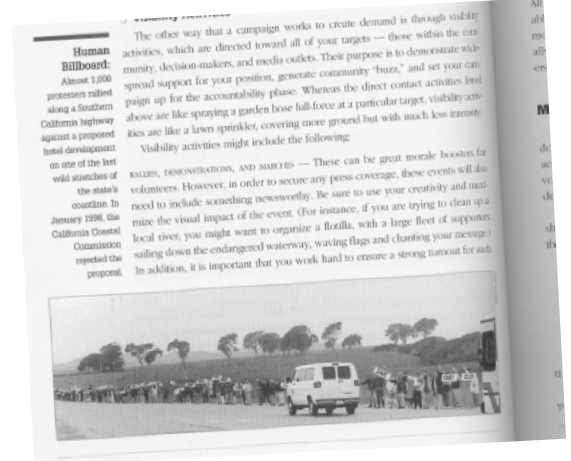 Visibility Activities
The other way that a campaign works to create demand is through visibility
activities, which are directed toward all of your targets — those within the com-
munity, decision-makers, and media outlets. Their purpose is to demonstrate wide-
spread support for your position, generate community "buzz," and set your cam-
paign up for the accountability phase. Whereas the direct contact activities listed
above are like spraying a garden hose full-force at a particular target, visibility activ-
ities are like a lawn sprinkler, covering more ground but with much less intensity.
Visibility activities might include the following:
RALLIES, DEMONSTRATIONS, AND MARCHES — These can be great morale boosters for
volunteers. However, in order to secure any press coverage, these events will also
need to include something newsworthy. Be sure to use your creativity and maxi-
mize the visual impact of the event. (For instance, if you are trying to clean up a
local river, you might want to organize a flotilla, with a large fleet of supporters
sailing down the endangered waterway, waving flags and chanting your message.)
In addition, it is important that you work hard to ensure a strong turnout for such
Human
Billboard:
Almost 1,000
protesters rallied
along a Southern
California highway
against a proposed
hotel development
on one of the last
wild stretches of
the state's
coastline. In
January 1998, the
California Coastal
Commission
rejected the
proposal.